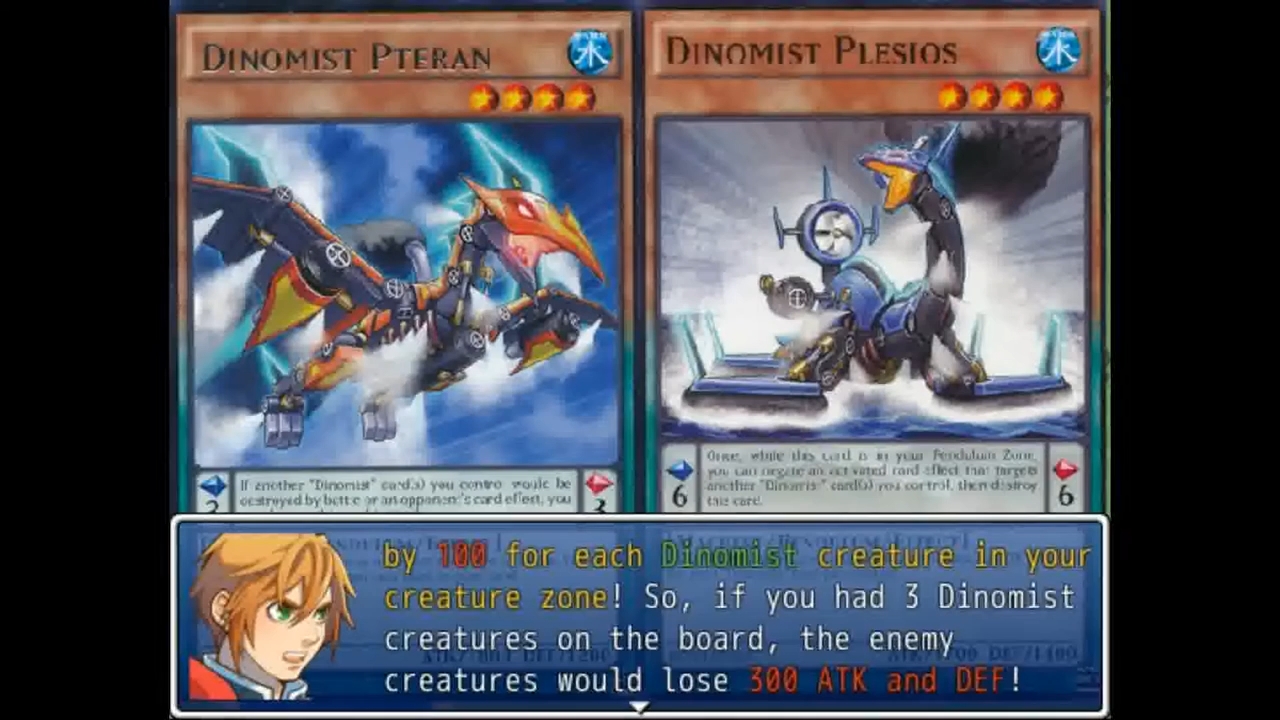 DINOMIST PTERAN
DINOMIST PLESIOS
If another "Dinomist" card(s) you control would be
destroyed by battle or an opponent's card effect, you
3
3
Once, while this card is in your Pendulum Zone,
you can negate an activated card effect that targets
another "Dinomist" card(s) you control, then destroy
this card.
6
6
by 100 for each Dinomist creature in your
creature zone! So, if you had 3 Dinomist
creatures on the board, the enemy
creatures would lose 300 ATK and DEF!